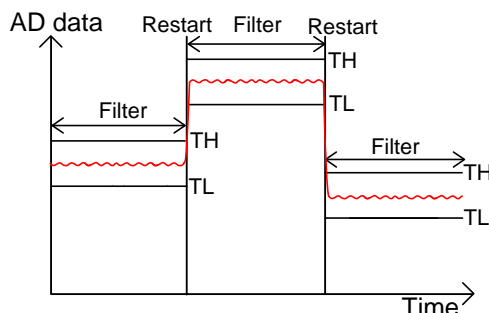 AD data
Restart
Filter
Restart
TH
TL
Filter
TH
TL
Filter
TH
TL
Time